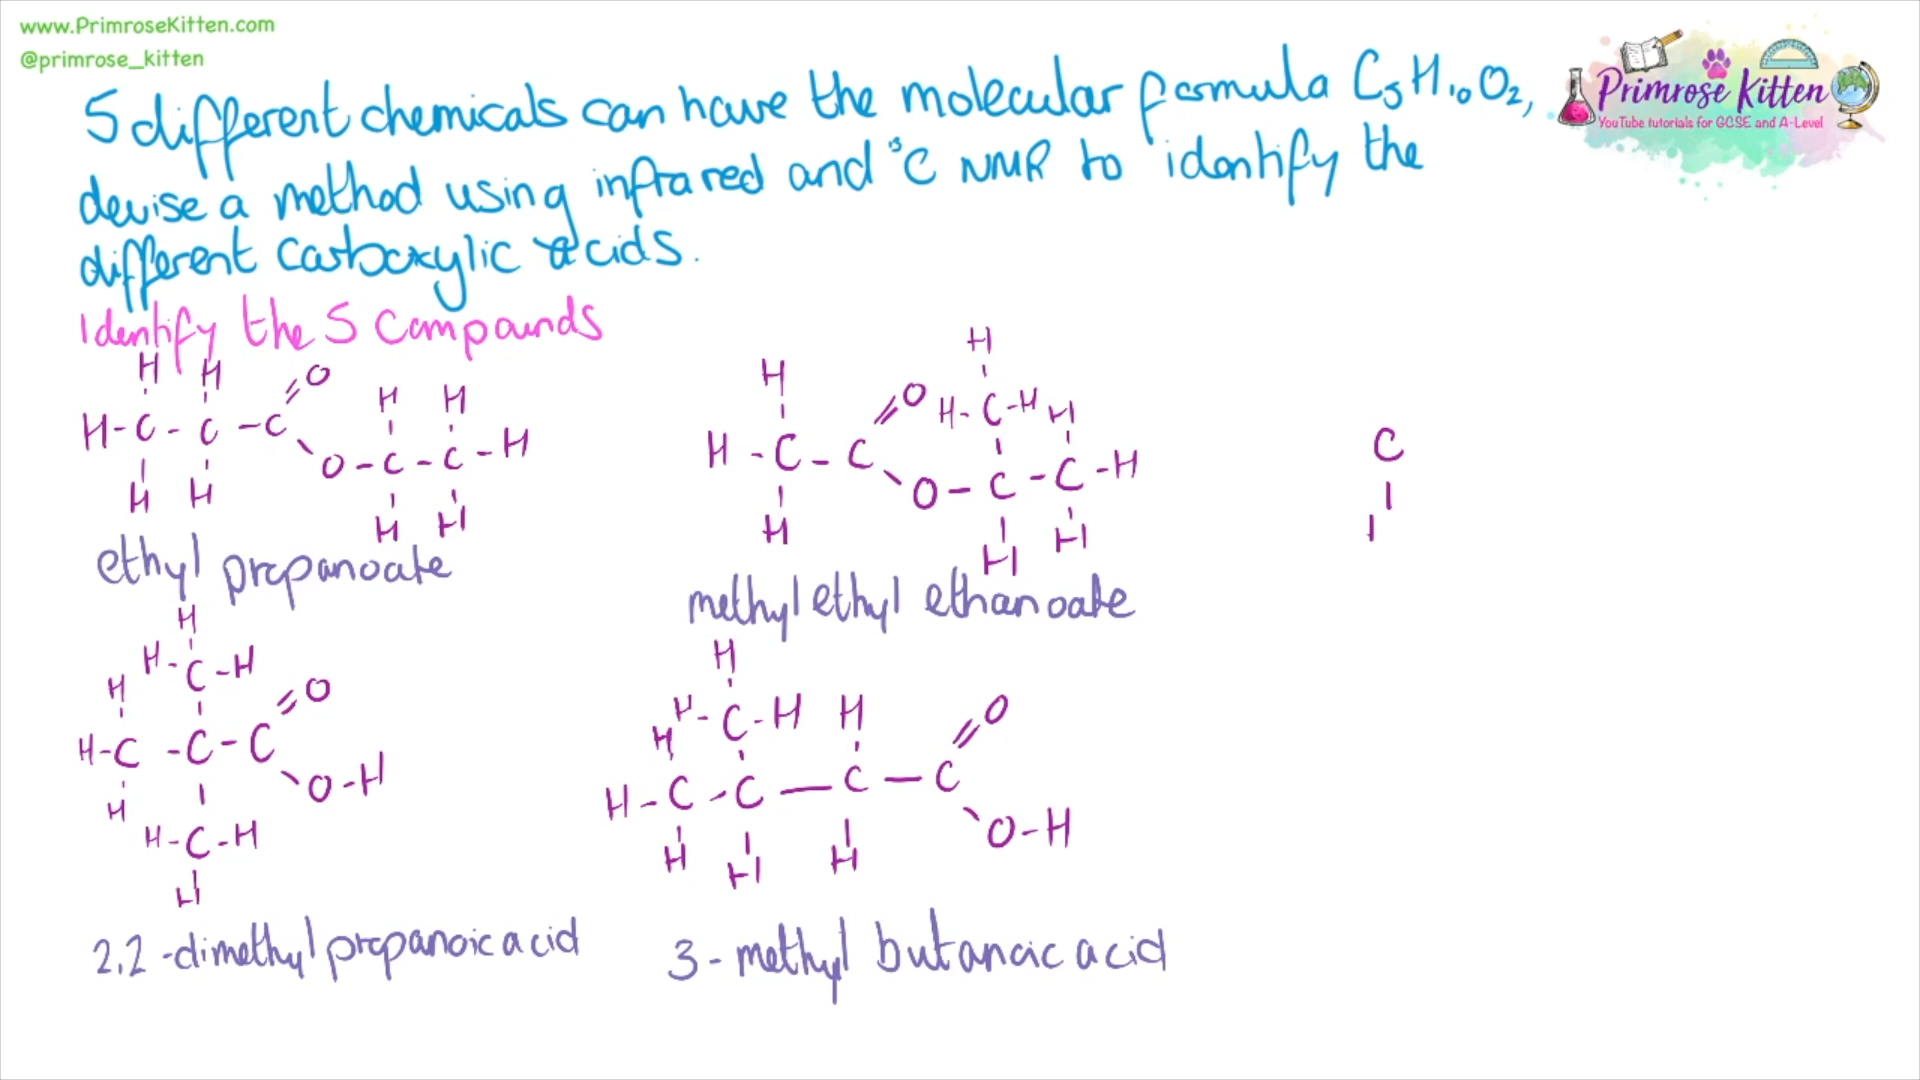 www.PrimroseKitten.com
@primrose_kitten
Primrose Kitten
YouTube tutorials for GCSE and A-Level
5 different chemicals can have the molecular formula C₅H₁₀O₂,
devise a method using infrared and ¹³C NMR to identify the
different carboxylic acids.
Identify the 5 compounds
H H O
H-C-C-C H H
O-C-C-H
H H H H
ethyl propanoate
H
H O H-C-H H
H-C-C O-C-C-H
H H H
methyl ethyl ethanoate
C
H
H-C-H
H O
H-C-C-C
O-H
H
H-C-H
H
2,2-dimethyl propanoic acid
H
H-C-H H O
H
H-C-C-C-C
O-H
H H H
3-methyl butanoic acid